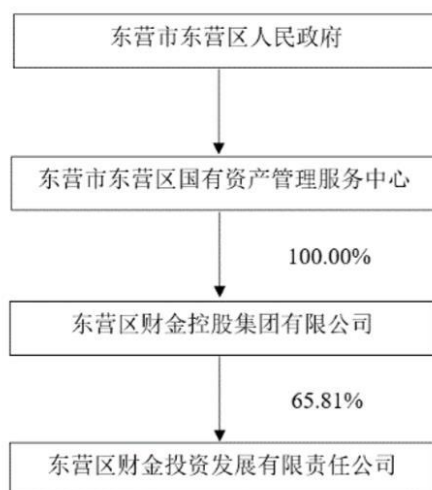 东营市东营区人民政府
东营市东营区国有资产管理服务中心
100.00%
东营区财金控股集团有限公司
65.81%
东营区财金投资发展有限责任公司